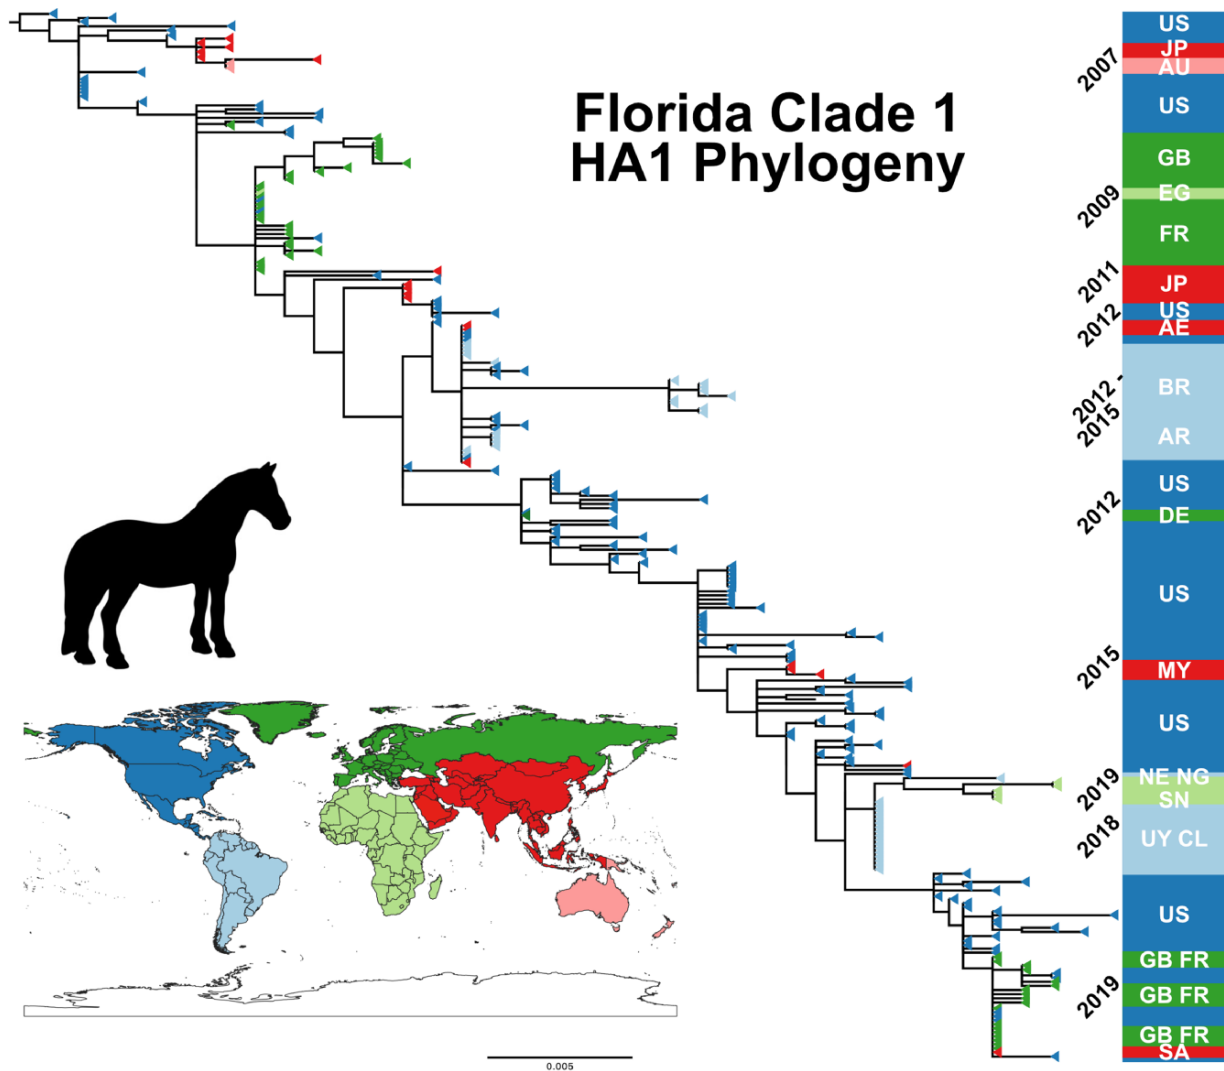 Florida Clade 1
HA1 Phylogeny
2007
2009
2011
2012
2012 -
2015
2012
2015
2019
2018
2019
US
JP
AU
US
GB
EG
FR
JP
US
AE
BR
AR
US
DE
US
MY
US
NE NG
SN
UY CL
US
GB FR
GB FR
GB FR
SA
0.005